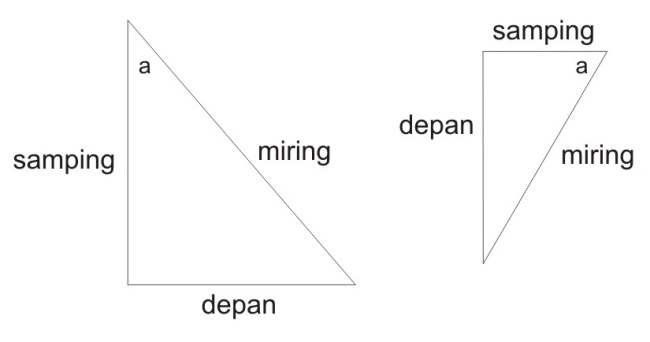 a
samping
miring
depan
samping
a
depan
miring